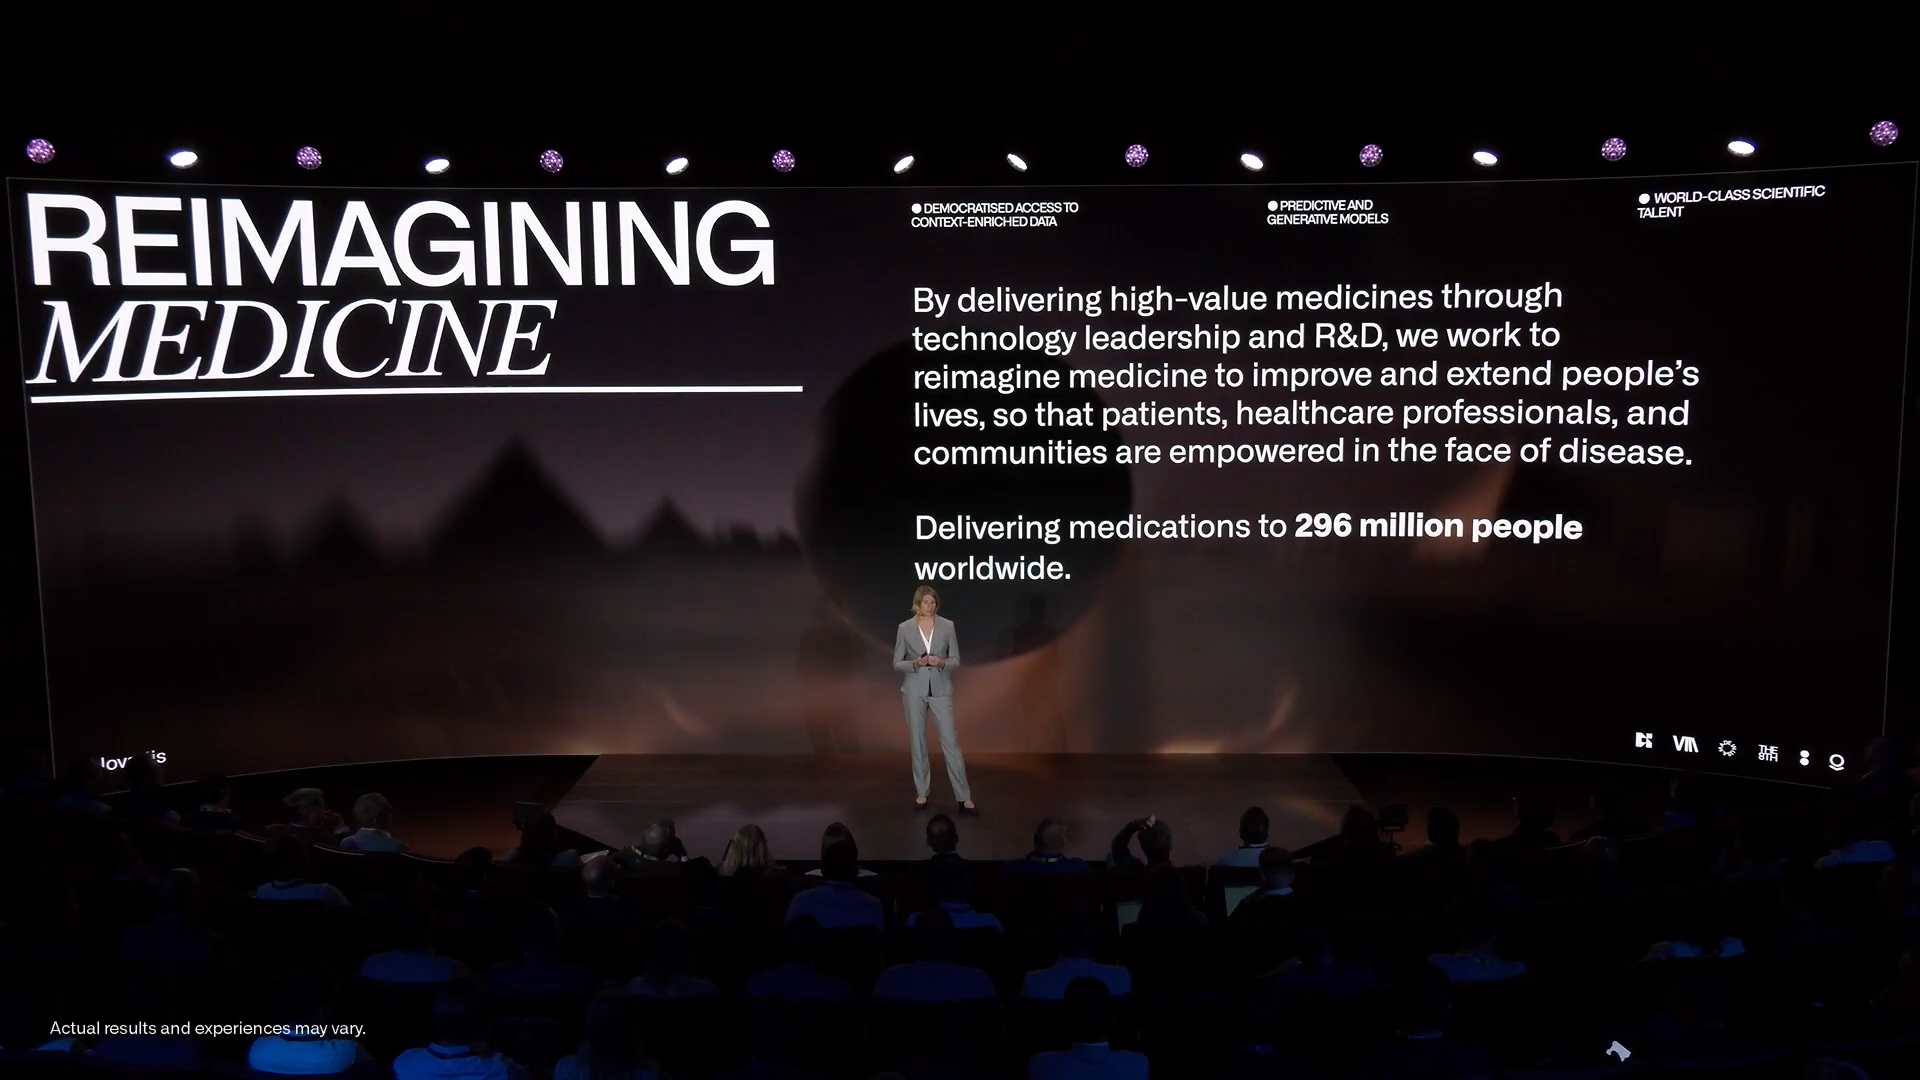 REIMAGINING
MEDICINE
● DEMOCRATISED ACCESS TO
CONTEXT-ENRICHED DATA
● PREDICTIVE AND
GENERATIVE MODELS
● WORLD-CLASS SCIENTIFIC
TALENT
By delivering high-value medicines through
technology leadership and R&D, we work to
reimagine medicine to improve and extend people's
lives, so that patients, healthcare professionals, and
communities are empowered in the face of disease.
Delivering medications to 296 million people
worldwide.
THE
8TH
Actual results and experiences may vary.